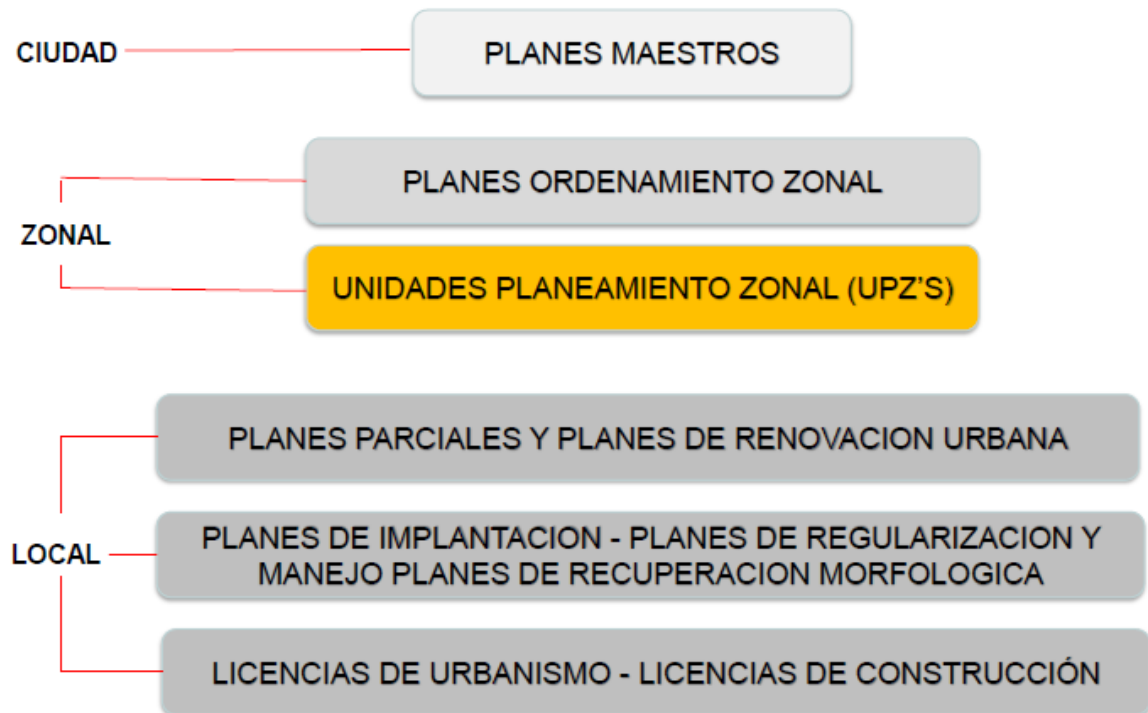 CIUDAD
PLANES MAESTROS
PLANES ORDENAMIENTO ZONAL
ZONAL
UNIDADES PLANEAMIENTO ZONAL (UPZ'S)
PLANES PARCIALES Y PLANES DE RENOVACION URBANA
LOCAL
PLANES DE IMPLANTACION - PLANES DE REGULARIZACION Y
MANEJO PLANES DE RECUPERACION MORFOLOGICA
LICENCIAS DE URBANISMO - LICENCIAS DE CONSTRUCCIÓN